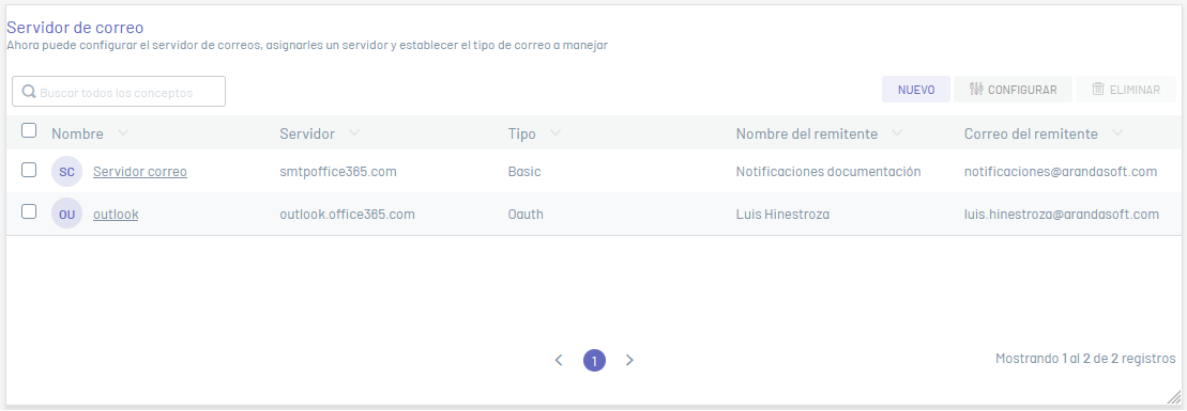 Servidor de correo
Ahora puede configurar el servidor de correos, asignarles un servidor y establecer el tipo de correo a manejar
Buscar todos los conceptos NUEVO CONFIGURAR ELIMINAR
Nombre Servidor Tipo Nombre del remitente Correo del remitente
SC Servidor correo smtpoffice365.com Basic Notificaciones documentación notificaciones@arandasoft.com
OU outlook outlook.office365.com Oauth Luis Hinestroza luis.hinestroza@arandasoft.com
1 Mostrando 1 al 2 de 2 registros